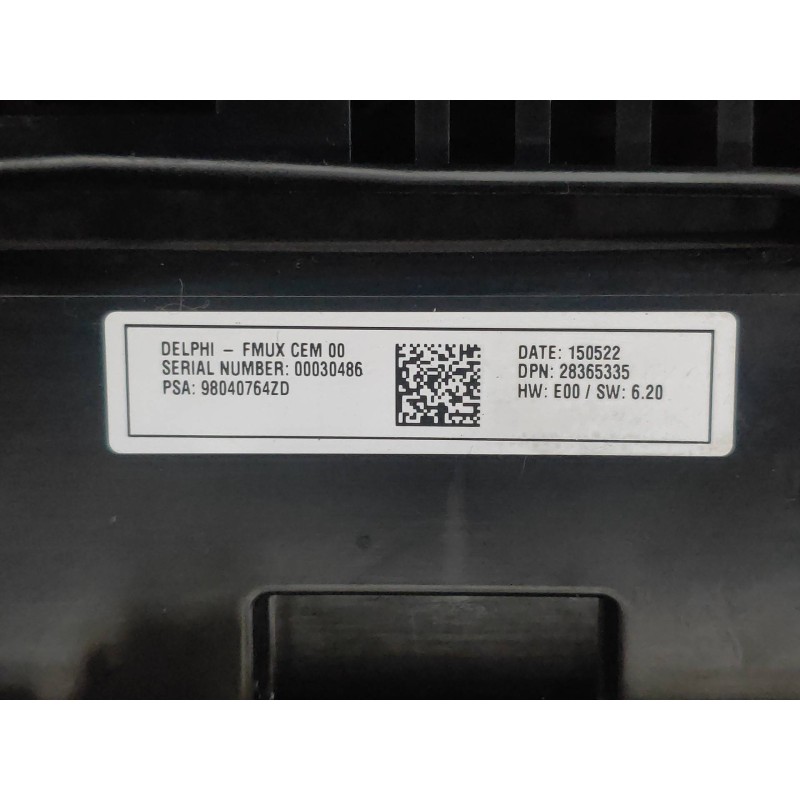 DELPHI – FMUX CEM 00
SERIAL NUMBER: 00030486
PSA: 98040764ZD
DATE: 150522
DPN: 28365335
HW: E00 / SW: 6.20